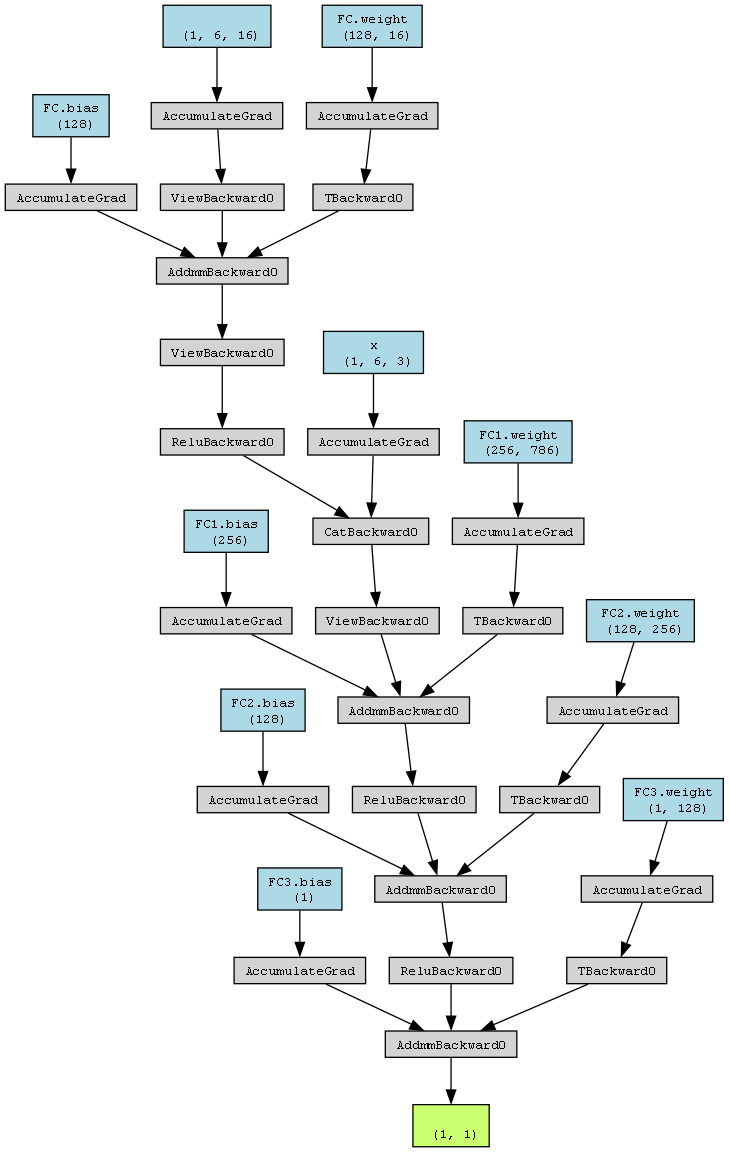 (1, 6, 16)
FC.weight
(128, 16)
FC.bias
(128)
AccumulateGrad
AccumulateGrad
AccumulateGrad
ViewBackward0
TBackward0
AddmmBackward0
ViewBackward0
x
(1, 6, 3)
ReluBackward0
AccumulateGrad
FC1.weight
(256, 786)
FC1.bias
(256)
CatBackward0
AccumulateGrad
AccumulateGrad
ViewBackward0
TBackward0
FC2.weight
(128, 256)
FC2.bias
(128)
AddmmBackward0
AccumulateGrad
AccumulateGrad
ReluBackward0
TBackward0
FC3.weight
(1, 128)
FC3.bias
(1)
AddmmBackward0
AccumulateGrad
AccumulateGrad
ReluBackward0
TBackward0
AddmmBackward0
(1, 1)